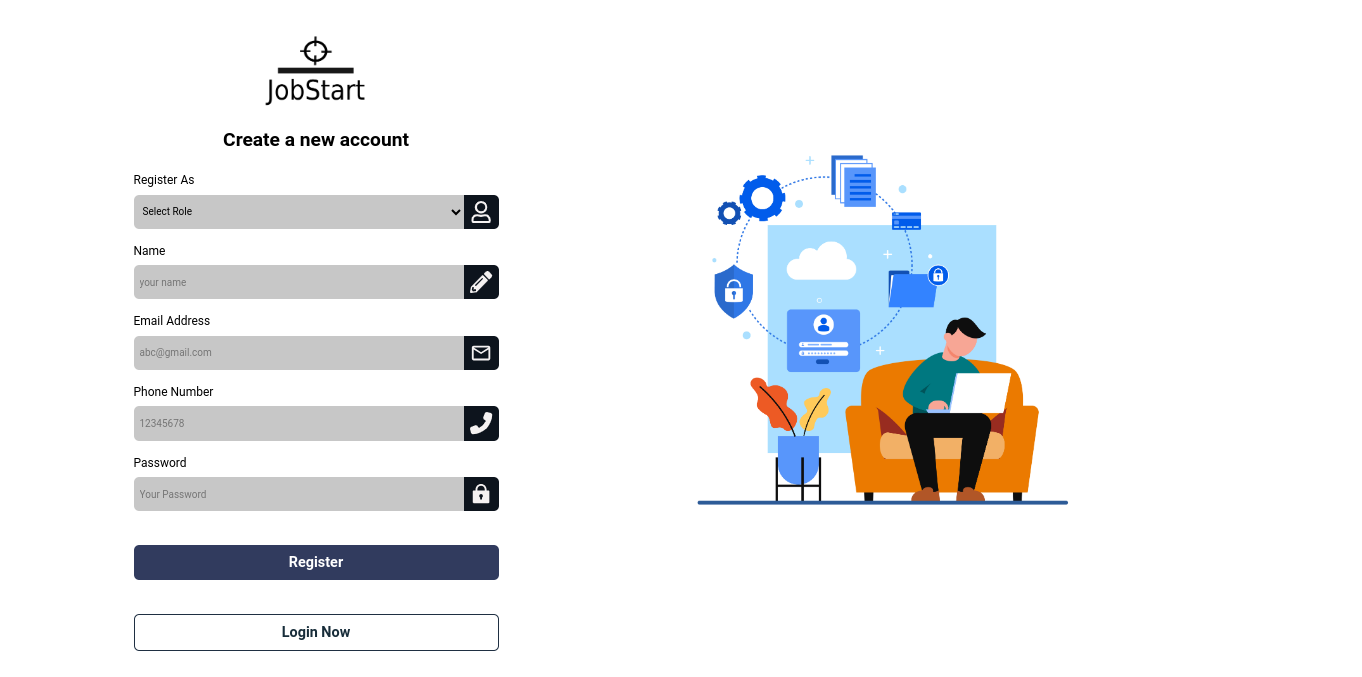 JobStart
Create a new account
Register As
Select Role
Name
your name
Email Address
abc@gmail.com
Phone Number
12345678
Password
Your Password
Register
Login Now